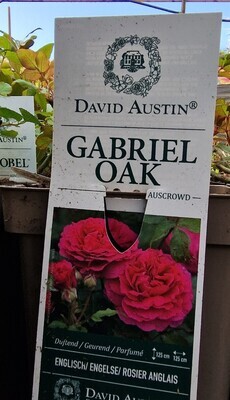 DAVID AUSTIN®
GABRIEL
OAK
AUSCROWD
AUSTIN®
OBEL
Duftend / Geurend / Parfumé
125 cm 125 cm
ENGLISCH/ ENGELSE/ ROSIER ANGLAIS
DAVID AUSTIN